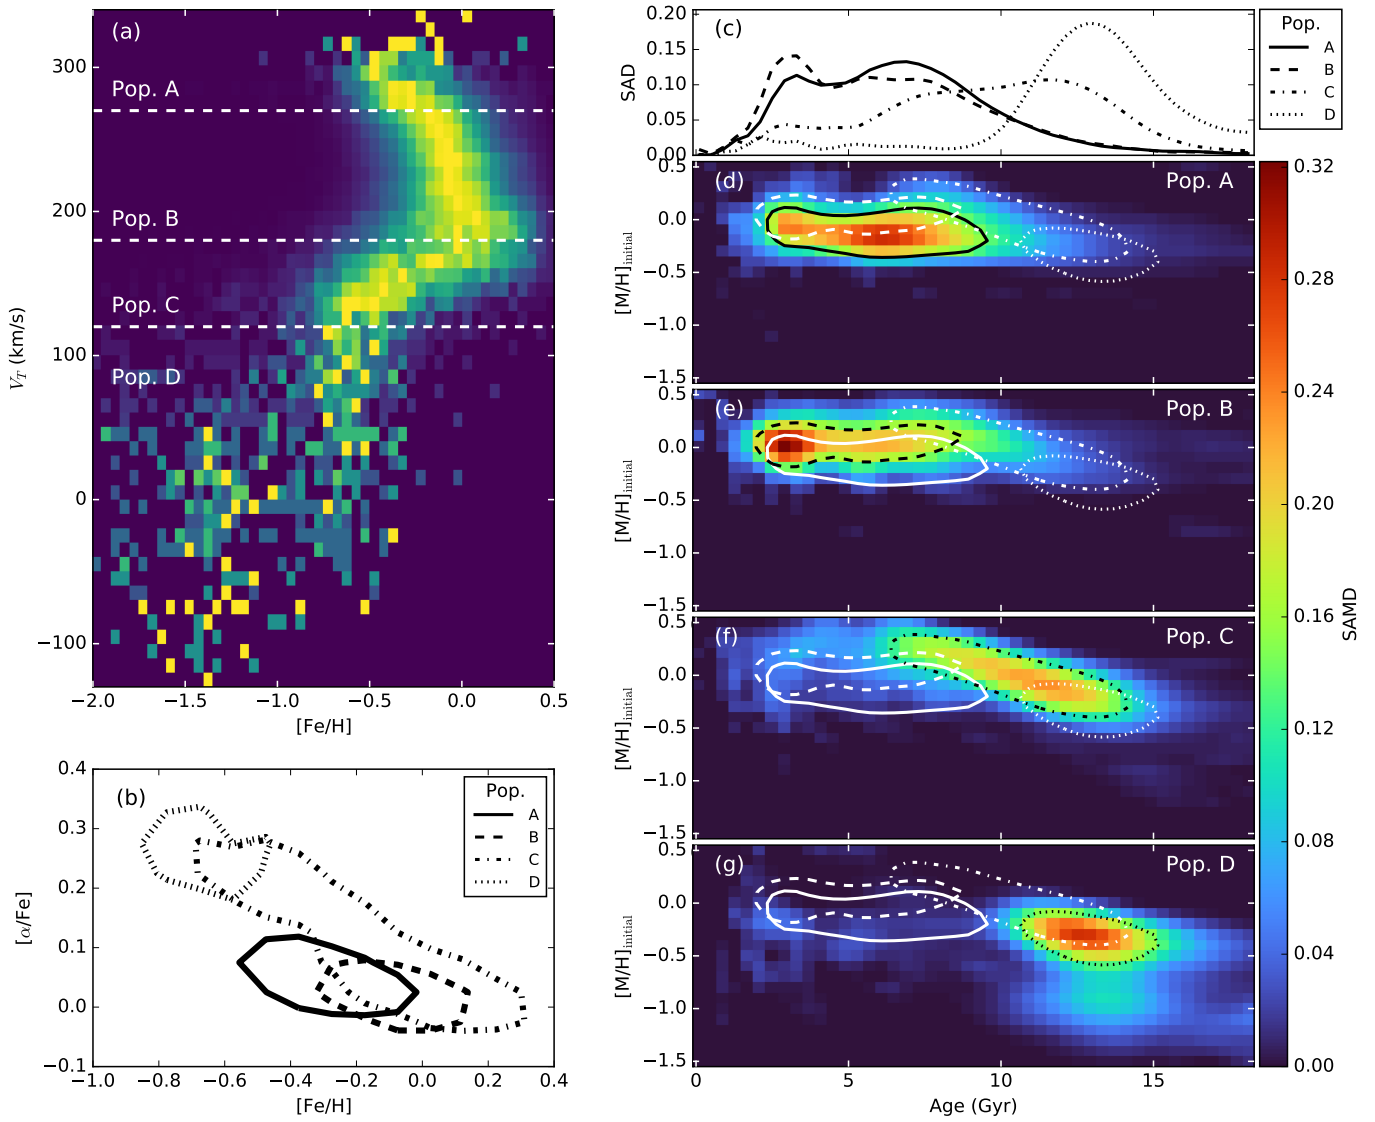 (a)
Pop. A
Pop. B
Pop. C
Pop. D
300
200
100
0
−100
V_T (km/s)
−2.0 −1.5 −1.0 −0.5 0.0 0.5
[Fe/H]
(b)
0.4
0.3
0.2
0.1
0.0
−0.1
[α/Fe]
−1.0 −0.8 −0.6 −0.4 −0.2 0.0 0.2 0.4
[Fe/H]
Pop.
A
B
C
D
(c)
0.20
0.15
0.10
0.05
0.00
SAD
Pop.
A
B
C
D
(d) Pop. A
0.5
0.0
−0.5
−1.0
−1.5
[M/H]initial
(e) Pop. B
0.5
0.0
−0.5
−1.0
−1.5
[M/H]initial
(f) Pop. C
0.5
0.0
−0.5
−1.0
−1.5
[M/H]initial
(g) Pop. D
0.5
0.0
−0.5
−1.0
−1.5
[M/H]initial
0 5 10 15
Age (Gyr)
0.32
0.28
0.24
0.20
0.16
0.12
0.08
0.04
0.00
SAMD